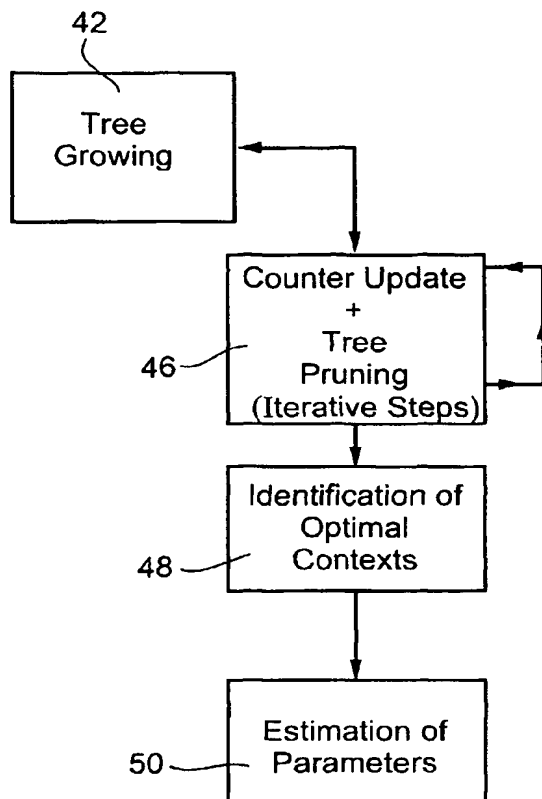 42
Tree
Growing
Counter Update
+
Tree
46
Pruning
(Iterative Steps)
Identification of
Optimal
48
Contexts
Estimation of
50
Parameters